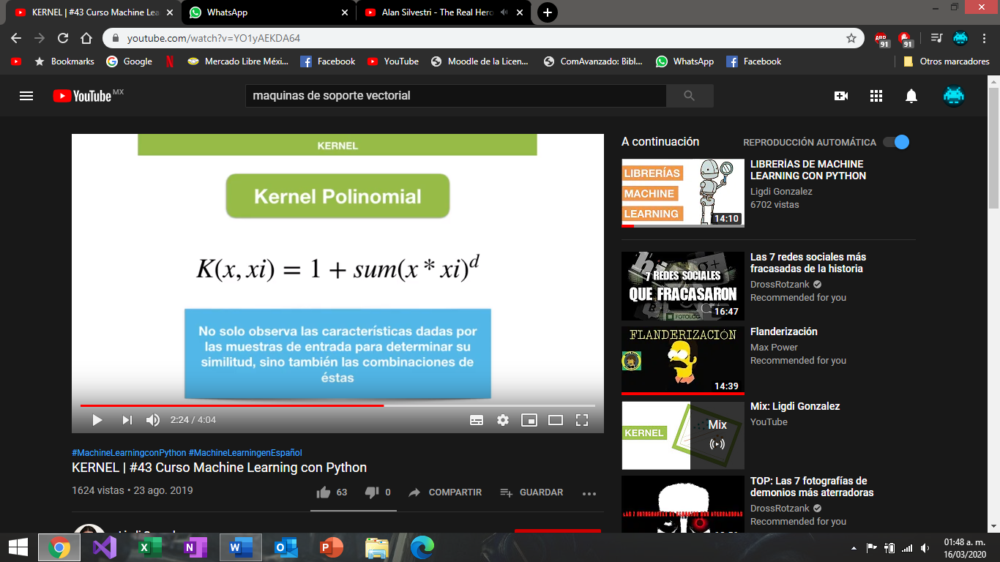 KERNEL | #43 Curso Machine Lea
WhatsApp
Alan Silvestri - The Real Hero
youtube.com/watch?v=YO1yAEKDA64
ABP
91
91
Bookmarks
Google
Mercado Libre Méxi...
Facebook
YouTube
Moodle de la Licen...
ComAvanzado: Bibl...
WhatsApp
Facebook
Otros marcadores
YouTube MX
maquinas de soporte vectorial
KERNEL
Kernel Polinomial
K(x, xi) = 1 + sum(x * xi)^d
No solo observa las características dadas por
las muestras de entrada para determinar su
similitud, sino también las combinaciones de
éstas
2:24 / 4:04
#MachineLearningconPython #MachineLearningenEspañol
KERNEL | #43 Curso Machine Learning con Python
1624 vistas • 23 ago. 2019
63
0
COMPARTIR
GUARDAR
A continuación
REPRODUCCIÓN AUTOMÁTICA
LIBRERÍAS
MACHINE
LEARNING
14:10
LIBRERÍAS DE MACHINE
LEARNING CON PYTHON
Ligdi Gonzalez
6702 vistas
7 REDES SOCIALES
QUE FRACASARON
FOTOLOG
16:47
Las 7 redes sociales más
fracasadas de la historia
DrossRotzank
Recommended for you
FLANDERIZACIÓN
14:39
Flanderización
Max Power
Recommended for you
KERNEL
Mix
Mix: Ligdi Gonzalez
YouTube
TOP: Las 7 fotografías de
demonios más aterradoras
DrossRotzank
Recommended for you
01:48 a. m.
16/03/2020